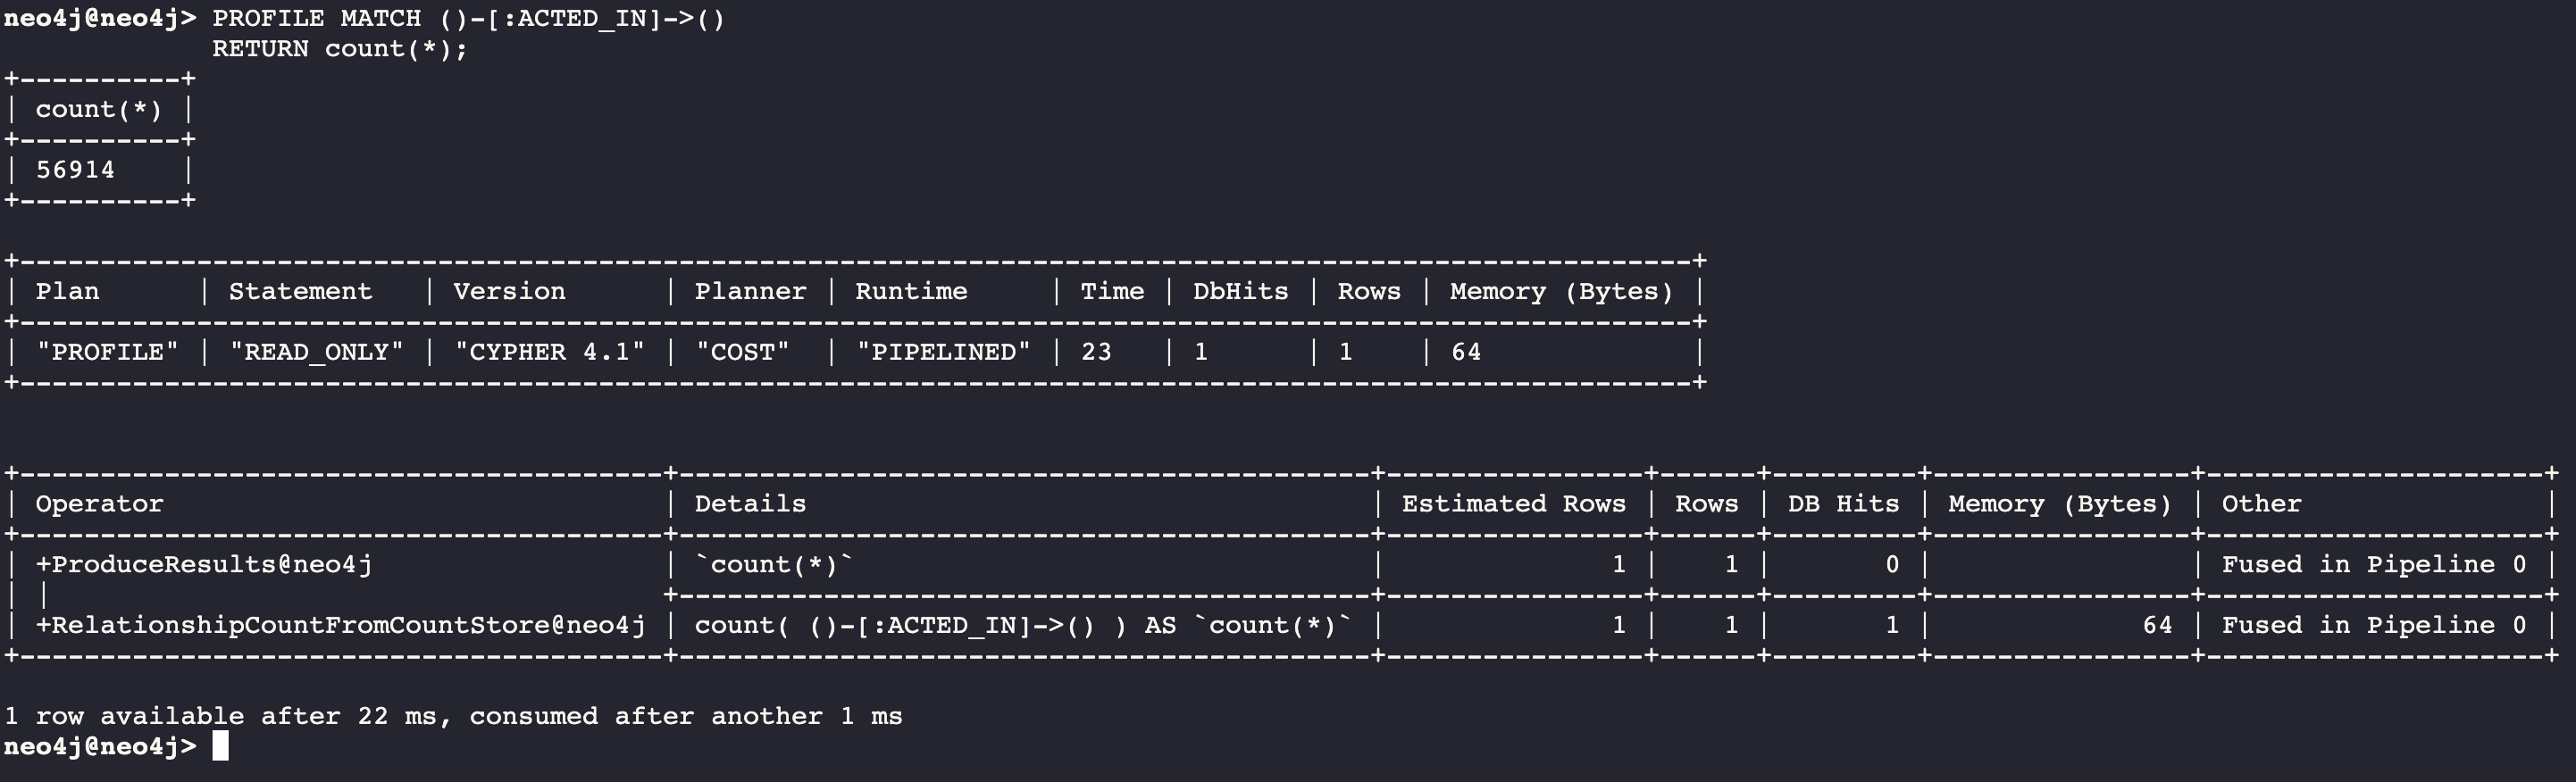 neo4j@neo4j> PROFILE MATCH ()-[:ACTED_IN]->()
             RETURN count(*);
+----------+
| count(*) |
+----------+
| 56914    |
+----------+

+---------------------------------------------------------------------------------------------------------+
| Plan      | Statement   | Version      | Planner | Runtime     | Time | DbHits | Rows | Memory (Bytes) |
+---------------------------------------------------------------------------------------------------------+
| "PROFILE" | "READ_ONLY" | "CYPHER 4.1" | "COST"  | "PIPELINED" | 23   | 1      | 1    | 64             |
+---------------------------------------------------------------------------------------------------------+

+----------------------------------------+-------------------------------------------+----------------+------+---------+----------------+---------------------+
| Operator                               | Details                                   | Estimated Rows | Rows | DB Hits | Memory (Bytes) | Other               |
+----------------------------------------+-------------------------------------------+----------------+------+---------+----------------+---------------------+
| +ProduceResults@neo4j                  | `count(*)`                                |              1 |    1 |       0 |                | Fused in Pipeline 0 |
| |                                      +-------------------------------------------+----------------+------+---------+----------------+---------------------+
| +RelationshipCountFromCountStore@neo4j | count( ()-[:ACTED_IN]->() ) AS `count(*)` |              1 |    1 |       1 |             64 | Fused in Pipeline 0 |
+----------------------------------------+-------------------------------------------+----------------+------+---------+----------------+---------------------+

1 row available after 22 ms, consumed after another 1 ms
neo4j@neo4j>